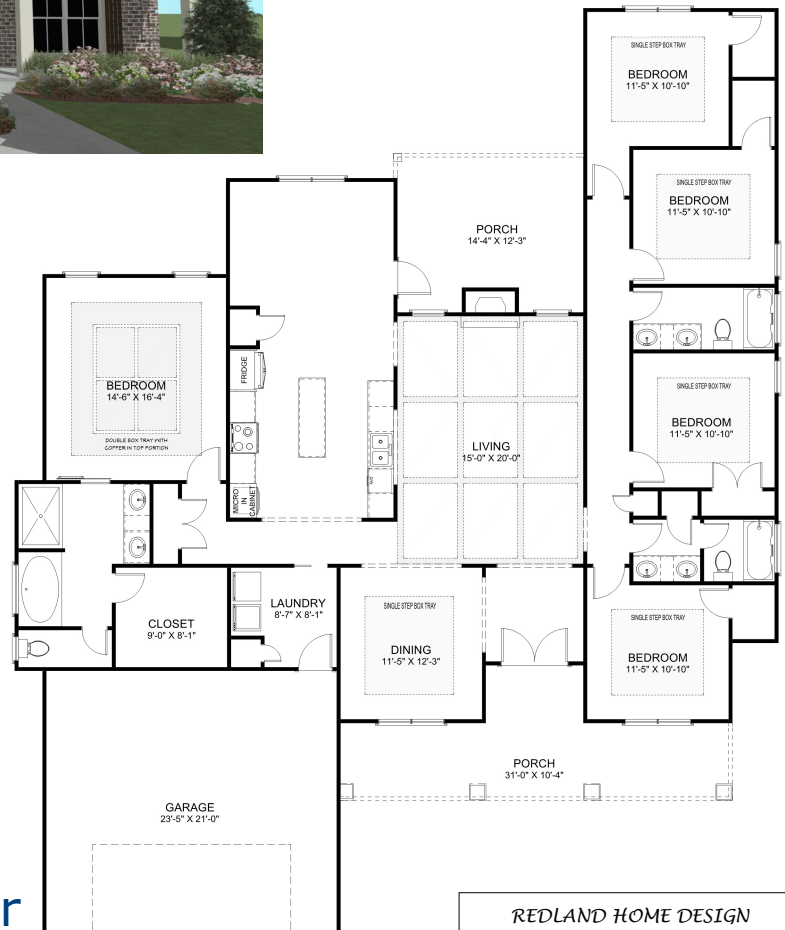 SINGLE STEP BOX TRAY
BEDROOM
11'-5" X 10'-10"
SINGLE STEP BOX TRAY
BEDROOM
11'-5" X 10'-10"
PORCH
14'-4" X 12'-3"
FRIDGE
BEDROOM
14'-6" X 16'-4"
DOUBLE BOX TRAY WITH
COFFER IN TOP PORTION
SINGLE STEP BOX TRAY
BEDROOM
11'-5" X 10'-10"
LIVING
15'-0" X 20'-0"
MICRO
IN
CABINET
LAUNDRY
8'-7" X 8'-1"
CLOSET
9'-0" X 8'-1"
SINGLE STEP BOX TRAY
DINING
11'-5" X 12'-3"
SINGLE STEP BOX TRAY
BEDROOM
11'-5" X 10'-10"
PORCH
31'-0" X 10'-4"
GARAGE
23'-5" X 21'-0"
r
REDLAND HOME DESIGN